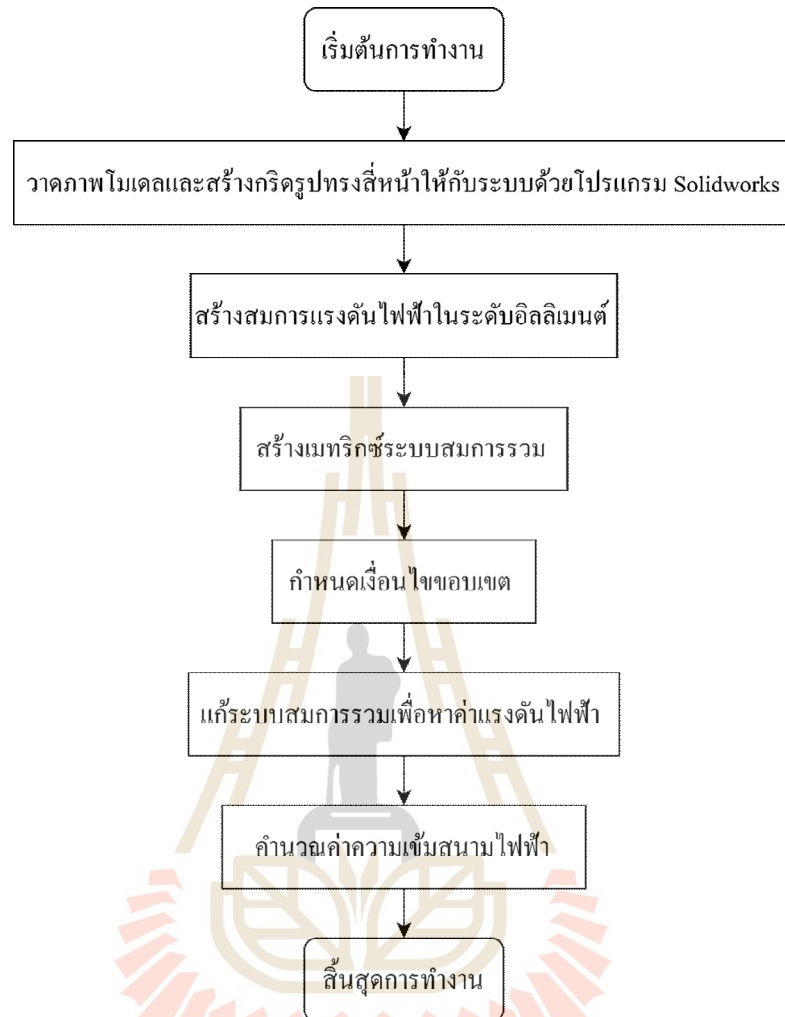 เริ่มต้นการทำงาน
วาดภาพโมเดลและสร้างกริดรูปทรงสี่หน้าให้กับระบบด้วยโปรแกรม Solidworks
สร้างสมการแรงดันไฟฟ้าในระดับอิลลิเมนต์
สร้างเมทริกซ์ระบบสมการรวม
กำหนดเงื่อนไขขอบเขต
แก้ระบบสมการรวมเพื่อหาค่าแรงดันไฟฟ้า
คำนวณค่าความเข้มสนามไฟฟ้า
สิ้นสุดการทำงาน